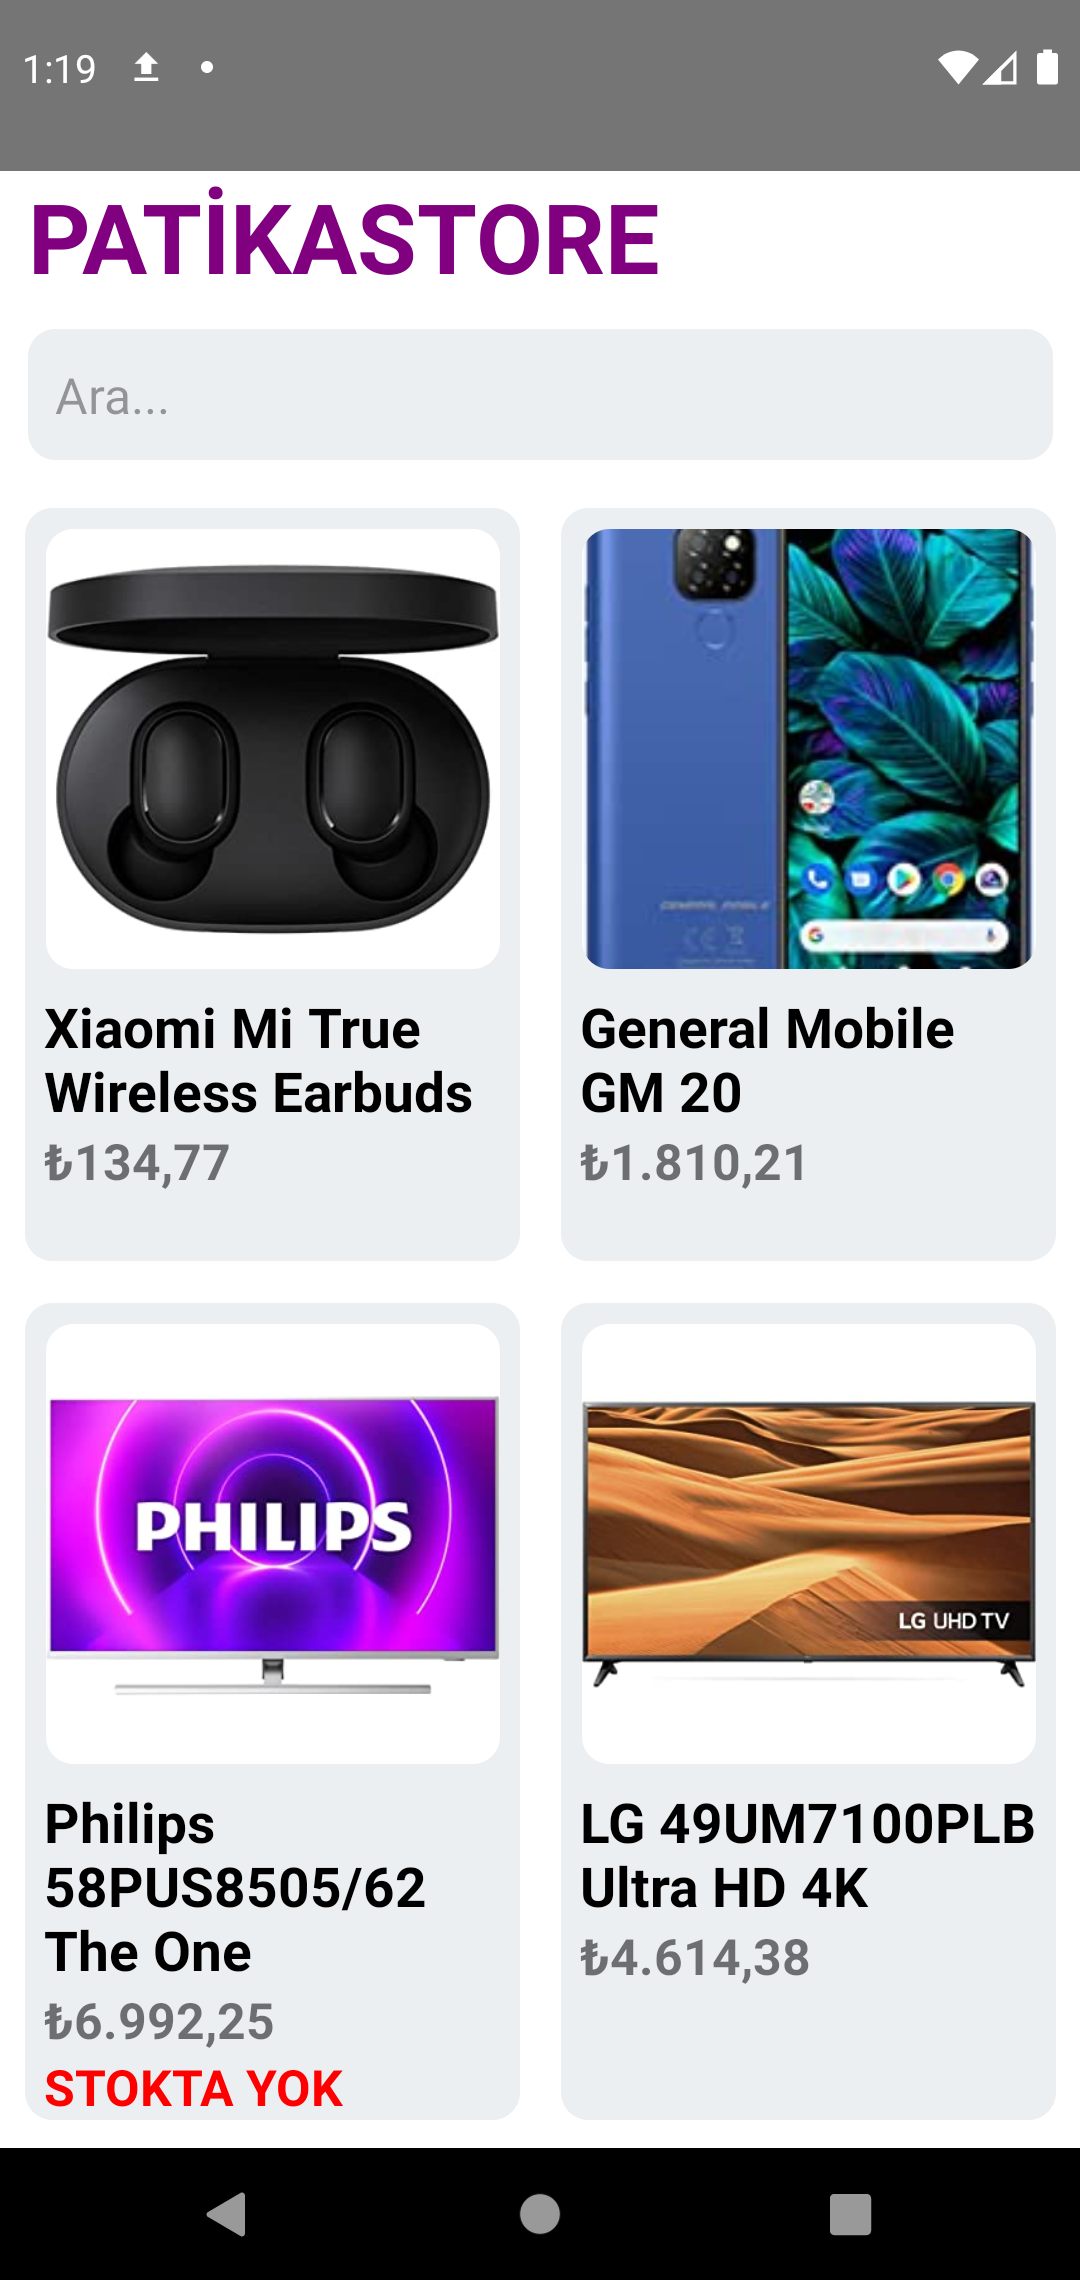 1:19
PATİKASTORE
Ara...
Xiaomi Mi True
Wireless Earbuds
₺134,77
General Mobile
GM 20
₺1.810,21
PHILIPS
Philips
58PUS8505/62
The One
₺6.992,25
STOKTA YOK
LG UHD TV
LG 49UM7100PLB
Ultra HD 4K
₺4.614,38